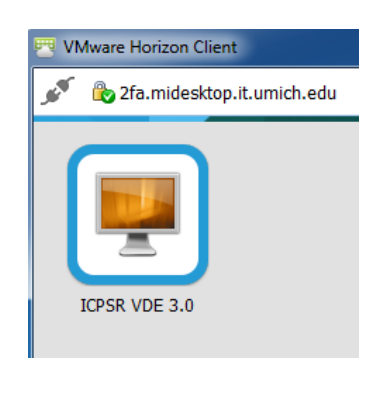 VMware Horizon Client
2fa.midesktop.it.umich.edu
ICPSR VDE 3.0